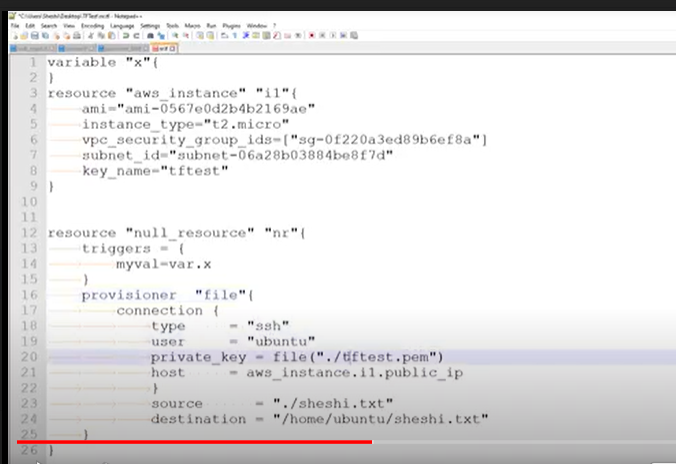 *C:\Users\Sheshi\Desktop\TFTest\nr.tf - Notepad++
File Edit Search View Encoding Language Settings Tools Macro Run Plugins Window ?
1 variable "x"{
2 }
3 resource "aws_instance" "i1"{
4 ami="ami-0567e0d2b4b2169ae"
5 instance_type="t2.micro"
6 vpc_security_group_ids=["sg-0f220a3ed89b6ef8a"]
7 subnet_id="subnet-06a28b03884be8f7d"
8 key_name="tftest"
9 }
10
11
12 resource "null_resource" "nr"{
13 triggers = {
14 myval=var.x
15 }
16 provisioner "file"{
17 connection {
18 type = "ssh"
19 user = "ubuntu"
20 private_key = file("./tftest.pem")
21 host = aws_instance.i1.public_ip
22 }
23 source = "./sheshi.txt"
24 destination = "/home/ubuntu/sheshi.txt"
25 }
26 }